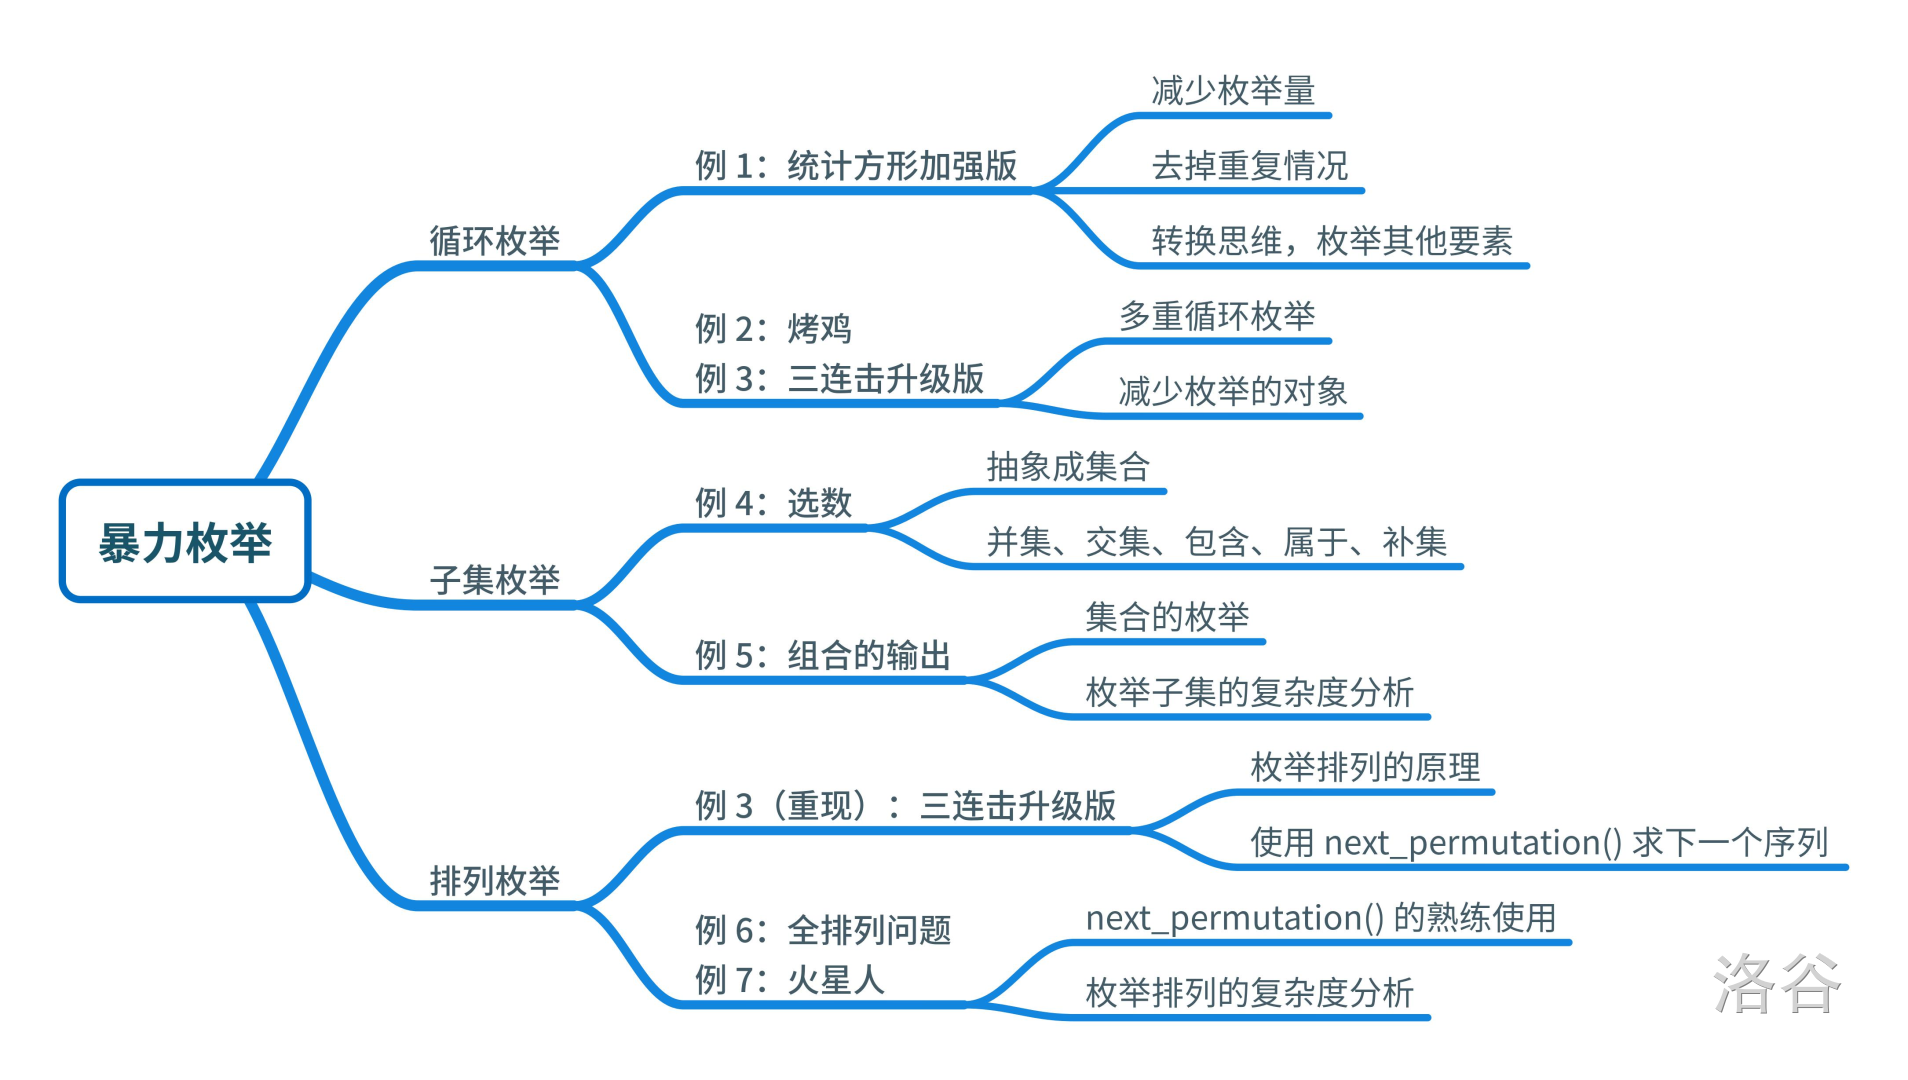 暴力枚举
循环枚举
例 1：统计方形加强版
减少枚举量
去掉重复情况
转换思维，枚举其他要素
例 2：烤鸡
例 3：三连击升级版
多重循环枚举
减少枚举的对象
子集枚举
例 4：选数
抽象成集合
并集、交集、包含、属于、补集
例 5：组合的输出
集合的枚举
枚举子集的复杂度分析
排列枚举
例 3（重现）：三连击升级版
枚举排列的原理
使用 next_permutation() 求下一个序列
例 6：全排列问题
例 7：火星人
next_permutation() 的熟练使用
枚举排列的复杂度分析
洛谷